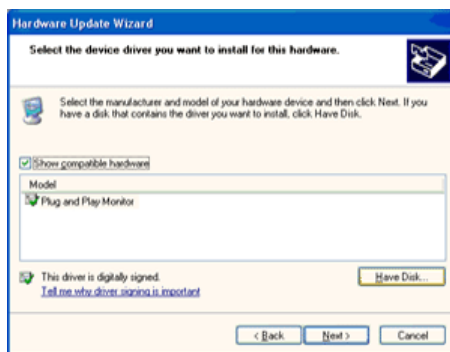 Hardware Update Wizard
Select the device driver you want to install for this hardware.
Select the manufacturer and model of your hardware device and then click Next. If you
have a disk that contains the driver you want to install, click Have Disk.
Show compatible hardware
Model
Plug and Play Monitor
This driver is digitally signed.
Have Disk...
Tell me why driver signing is important
< Back
Next >
Cancel